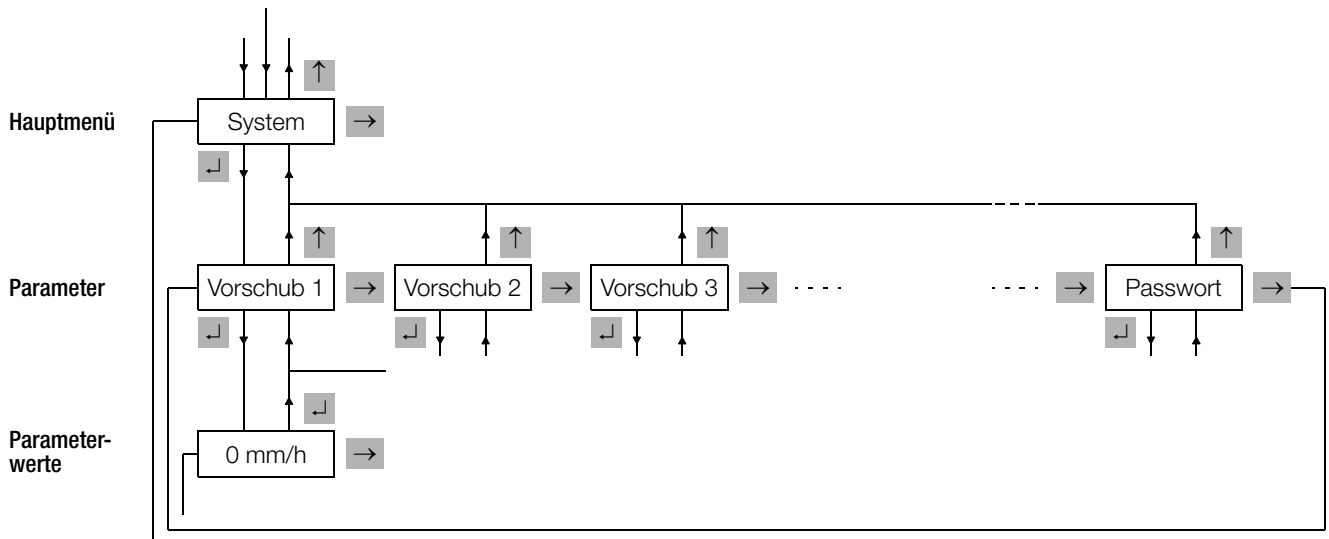 ↑
Hauptmenü System →
↵
↑ ↑ ↑ ↑
Parameter Vorschub 1 → Vorschub 2 → Vorschub 3 → · · · · · · · · → Passwort →
↵ ↵ ↵ ↵
↵
Parameter-
werte
0 mm/h →